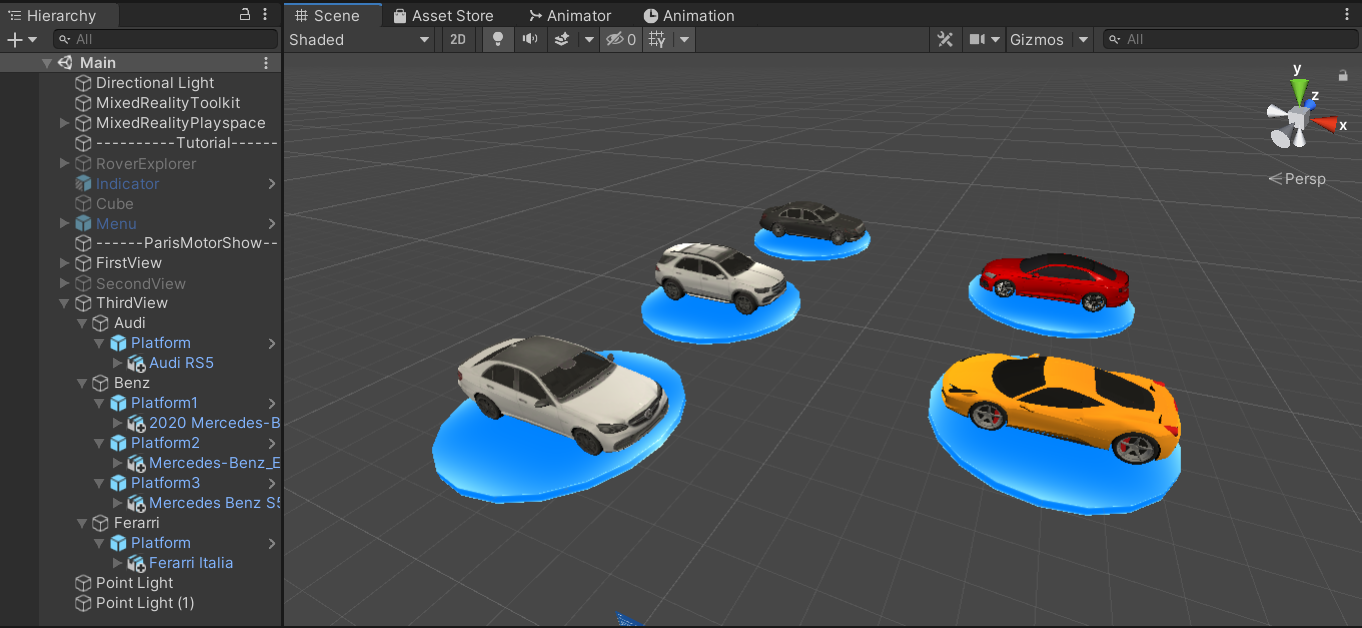 Hierarchy
All
Main
Directional Light
MixedRealityToolkit
MixedRealityPlayspace
----------Tutorial------
RoverExplorer
Indicator
Cube
Menu
------ParisMotorShow--
FirstView
SecondView
ThirdView
Audi
Platform
Audi RS5
Benz
Platform1
2020 Mercedes-B
Platform2
Mercedes-Benz_E
Platform3
Mercedes Benz S5
Ferarri
Platform
Ferarri Italia
Point Light
Point Light (1)
Scene Asset Store Animator Animation
Shaded 2D 0 Gizmos All
y
z
x
Persp